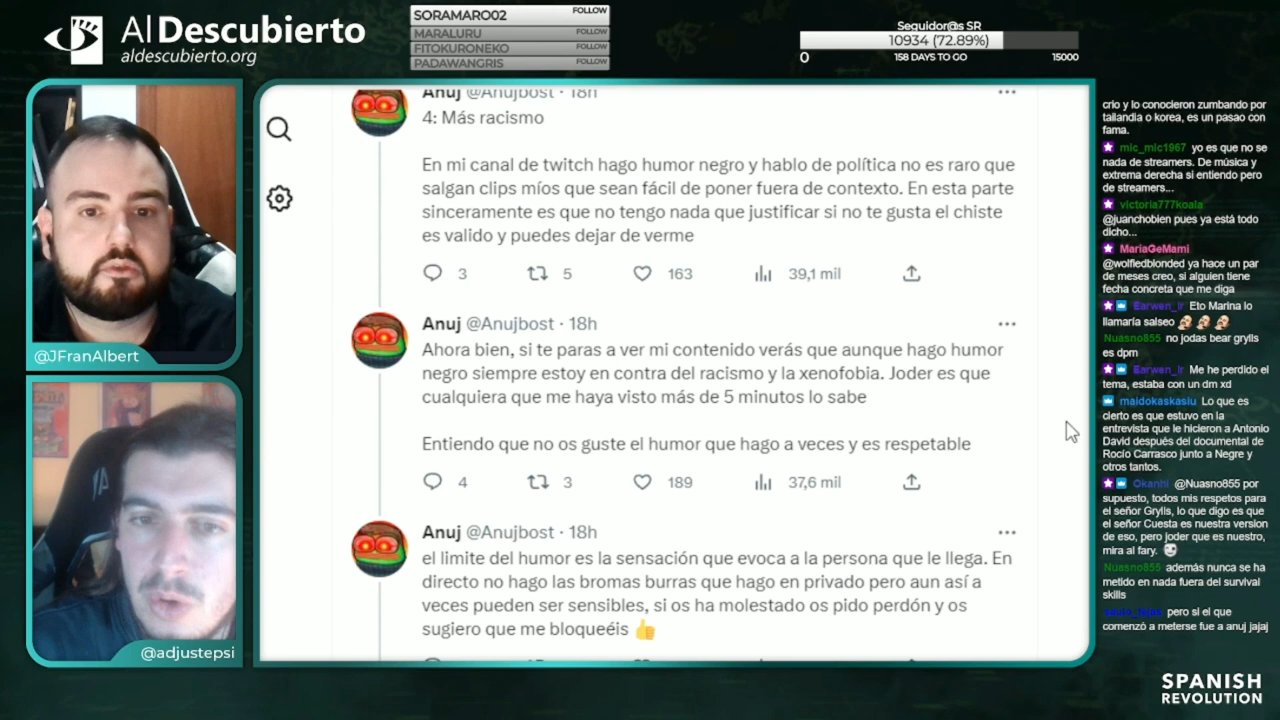 Al Descubierto
aldescubierto.org
SORAMARO02 FOLLOW
MARALURU FOLLOW
FITOKURONEKO FOLLOW
PADAWANGRIS FOLLOW
Seguidor@s SR
10934 (72.89%)
0 158 DAYS TO GO 15000
@JFranAlbert
@adjustepsi
Anuj @Anujbost · 18h
4: Más racismo
En mi canal de twitch hago humor negro y hablo de política no es raro que
salgan clips míos que sean fácil de poner fuera de contexto. En esta parte
sinceramente es que no tengo nada que justificar si no te gusta el chiste
es valido y puedes dejar de verme
3 5 163 39,1 mil
Anuj @Anujbost · 18h
Ahora bien, si te paras a ver mi contenido verás que aunque hago humor
negro siempre estoy en contra del racismo y la xenofobia. Joder es que
cualquiera que me haya visto más de 5 minutos lo sabe
Entiendo que no os guste el humor que hago a veces y es respetable
4 3 189 37,6 mil
Anuj @Anujbost · 18h
el limite del humor es la sensación que evoca a la persona que le llega. En
directo no hago las bromas burras que hago en privado pero aun así a
veces pueden ser sensibles, si os ha molestado os pido perdón y os
sugiero que me bloqueéis 👍
crio y lo conocieron zumbando por
tailandia o korea, es un pasao con
fama.
mic_mic1967 yo es que no se
nada de streamers. De música y
extrema derecha si entiendo pero
de streamers...
victoria777koala
@juanchobien pues ya está todo
dicho...
MariaGeMami
@wolfiedblonded ya hace un par
de meses creo, si alguien tiene
fecha concreta que me diga
Earwen_ir Eto Marina lo
llamaría salseo
Nuasno855 no jodas bear grylls
es dpm
Earwen_ir Me he perdido el
tema, estaba con un dm xd
maidokaskasiu Lo que es
cierto es que estuvo en la
entrevista que le hicieron a Antonio
David después del documental de
Rocío Carrasco junto a Negre y
otros tantos.
Okanhi @Nuasno855 por
supuesto, todos mis respetos para
el señor Grylls, lo que digo es que
el señor Cuesta es nuestra version
de eso, pero joder que es nuestro,
mira al fary.
Nuasno855 además nunca se ha
metido en nada fuera del survival
skills
pero si el que
comenzó a meterse fue a anuj jajaj
SPANISH
REVOLUTION